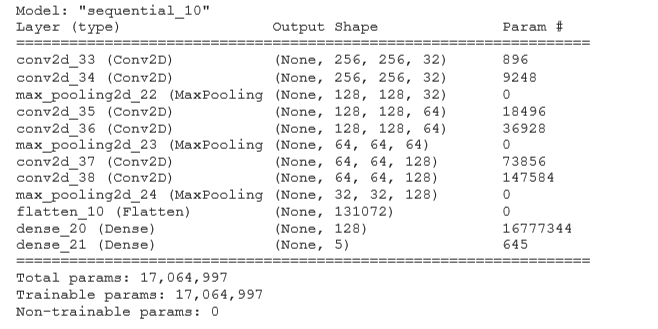 Model: "sequential_10"
Layer (type) Output Shape Param #
=================================================================
conv2d_33 (Conv2D) (None, 256, 256, 32) 896
conv2d_34 (Conv2D) (None, 256, 256, 32) 9248
max_pooling2d_22 (MaxPooling (None, 128, 128, 32) 0
conv2d_35 (Conv2D) (None, 128, 128, 64) 18496
conv2d_36 (Conv2D) (None, 128, 128, 64) 36928
max_pooling2d_23 (MaxPooling (None, 64, 64, 64) 0
conv2d_37 (Conv2D) (None, 64, 64, 128) 73856
conv2d_38 (Conv2D) (None, 64, 64, 128) 147584
max_pooling2d_24 (MaxPooling (None, 32, 32, 128) 0
flatten_10 (Flatten) (None, 131072) 0
dense_20 (Dense) (None, 128) 16777344
dense_21 (Dense) (None, 5) 645
=================================================================
Total params: 17,064,997
Trainable params: 17,064,997
Non-trainable params: 0